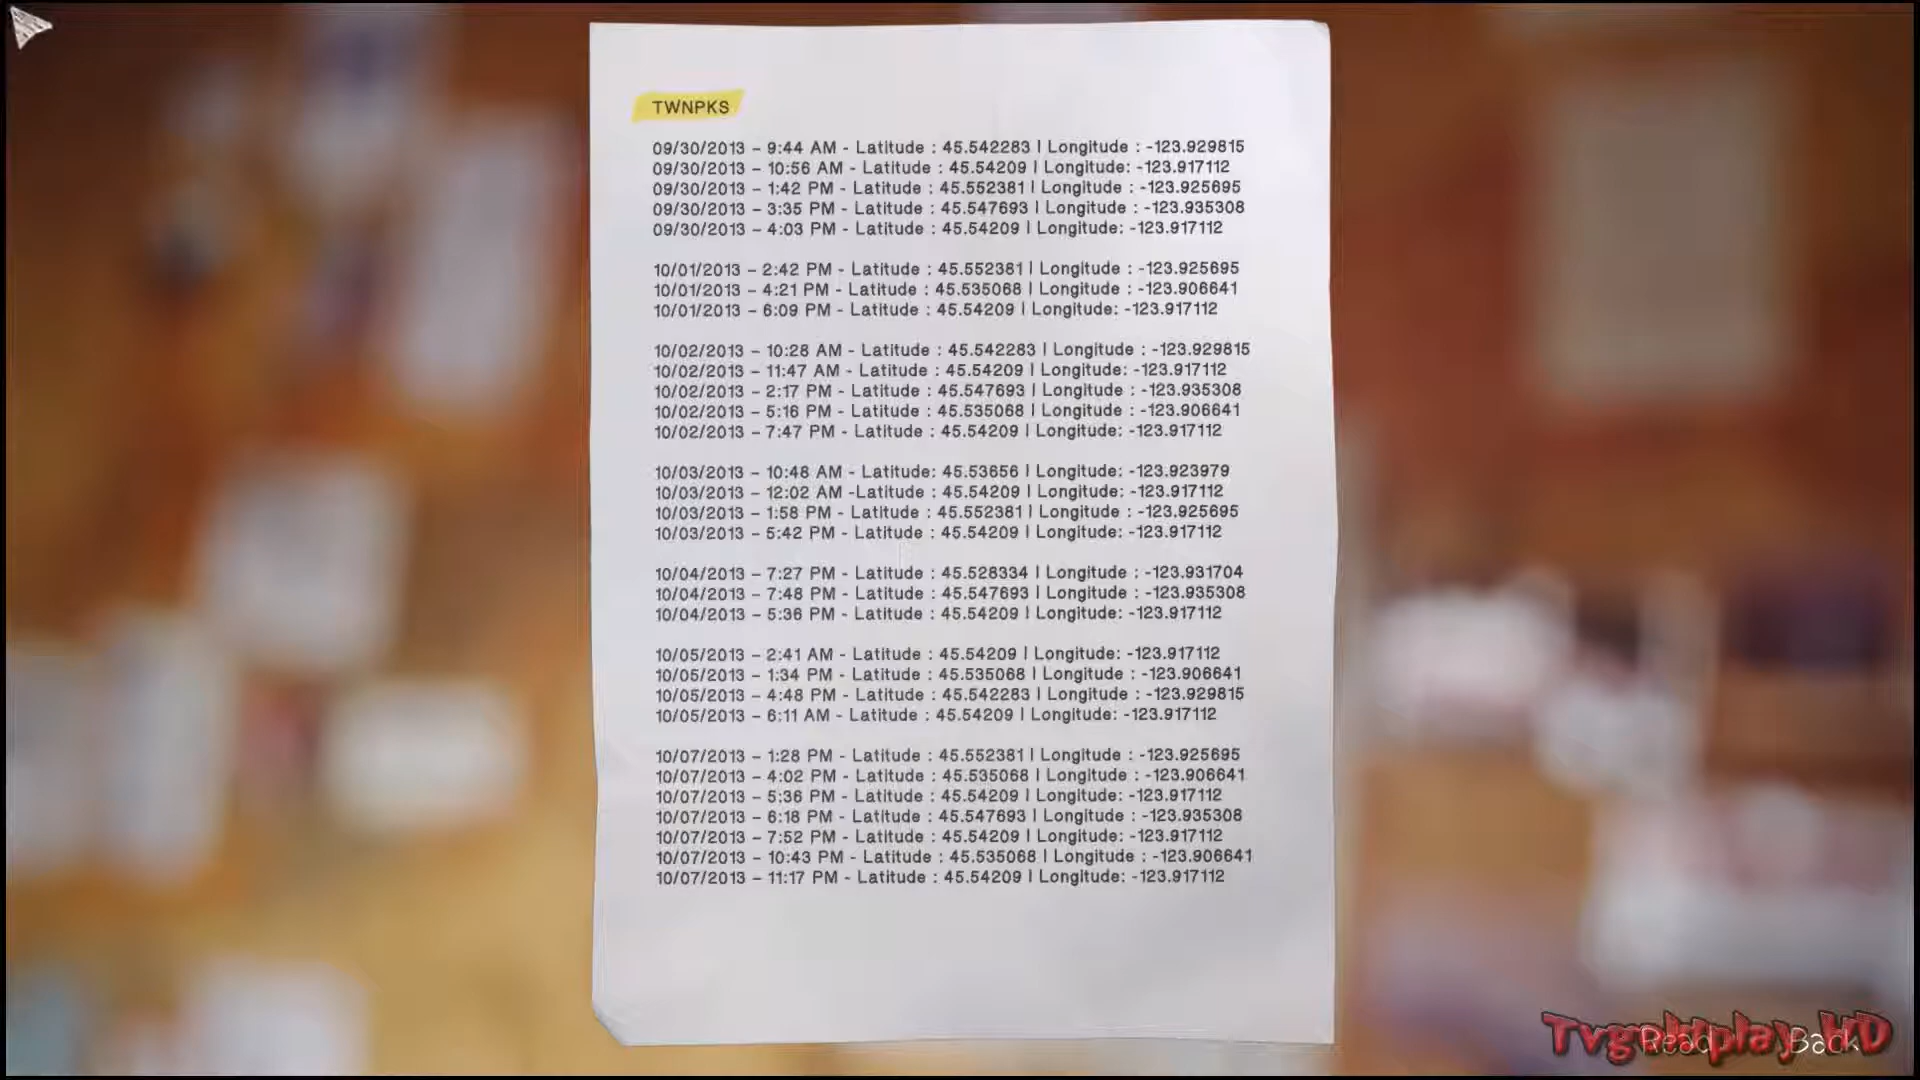 TWNPKS
09/30/2013 – 9:44 AM - Latitude : 45.542283 | Longitude : -123.929815
09/30/2013 – 10:56 AM - Latitude : 45.54209 | Longitude: -123.917112
09/30/2013 – 1:42 PM - Latitude : 45.552381 | Longitude : -123.925695
09/30/2013 – 3:35 PM - Latitude : 45.547693 | Longitude : -123.935308
09/30/2013 – 4:03 PM - Latitude : 45.54209 | Longitude: -123.917112
10/01/2013 – 2:42 PM - Latitude : 45.552381 | Longitude : -123.925695
10/01/2013 – 4:21 PM - Latitude : 45.535068 | Longitude : -123.906641
10/01/2013 – 6:09 PM - Latitude : 45.54209 | Longitude: -123.917112
10/02/2013 – 10:28 AM - Latitude : 45.542283 | Longitude : -123.929815
10/02/2013 – 11:47 AM - Latitude : 45.54209 | Longitude: -123.917112
10/02/2013 – 2:17 PM - Latitude : 45.547693 | Longitude : -123.935308
10/02/2013 – 5:16 PM - Latitude : 45.535068 | Longitude : -123.906641
10/02/2013 – 7:47 PM - Latitude : 45.54209 | Longitude: -123.917112
10/03/2013 – 10:48 AM - Latitude: 45.53656 | Longitude: -123.923979
10/03/2013 – 12:02 AM -Latitude : 45.54209 | Longitude: -123.917112
10/03/2013 – 1:58 PM - Latitude : 45.552381 | Longitude : -123.925695
10/03/2013 – 5:42 PM - Latitude : 45.54209 | Longitude: -123.917112
10/04/2013 – 7:27 PM - Latitude : 45.528334 | Longitude : -123.931704
10/04/2013 – 7:48 PM - Latitude : 45.547693 | Longitude : -123.935308
10/04/2013 – 5:36 PM - Latitude : 45.54209 | Longitude: -123.917112
10/05/2013 – 2:41 AM - Latitude : 45.54209 | Longitude: -123.917112
10/05/2013 – 1:34 PM - Latitude : 45.535068 | Longitude : -123.906641
10/05/2013 – 4:48 PM - Latitude : 45.542283 | Longitude : -123.929815
10/05/2013 – 6:11 AM - Latitude : 45.54209 | Longitude: -123.917112
10/07/2013 – 1:28 PM - Latitude : 45.552381 | Longitude : -123.925695
10/07/2013 – 4:02 PM - Latitude : 45.535068 | Longitude : -123.906641
10/07/2013 – 5:36 PM - Latitude : 45.54209 | Longitude: -123.917112
10/07/2013 – 6:18 PM - Latitude : 45.547693 | Longitude : -123.935308
10/07/2013 – 7:52 PM - Latitude : 45.54209 | Longitude: -123.917112
10/07/2013 – 10:43 PM - Latitude : 45.535068 | Longitude : -123.906641
10/07/2013 – 11:17 PM - Latitude : 45.54209 | Longitude: -123.917112
Read Back